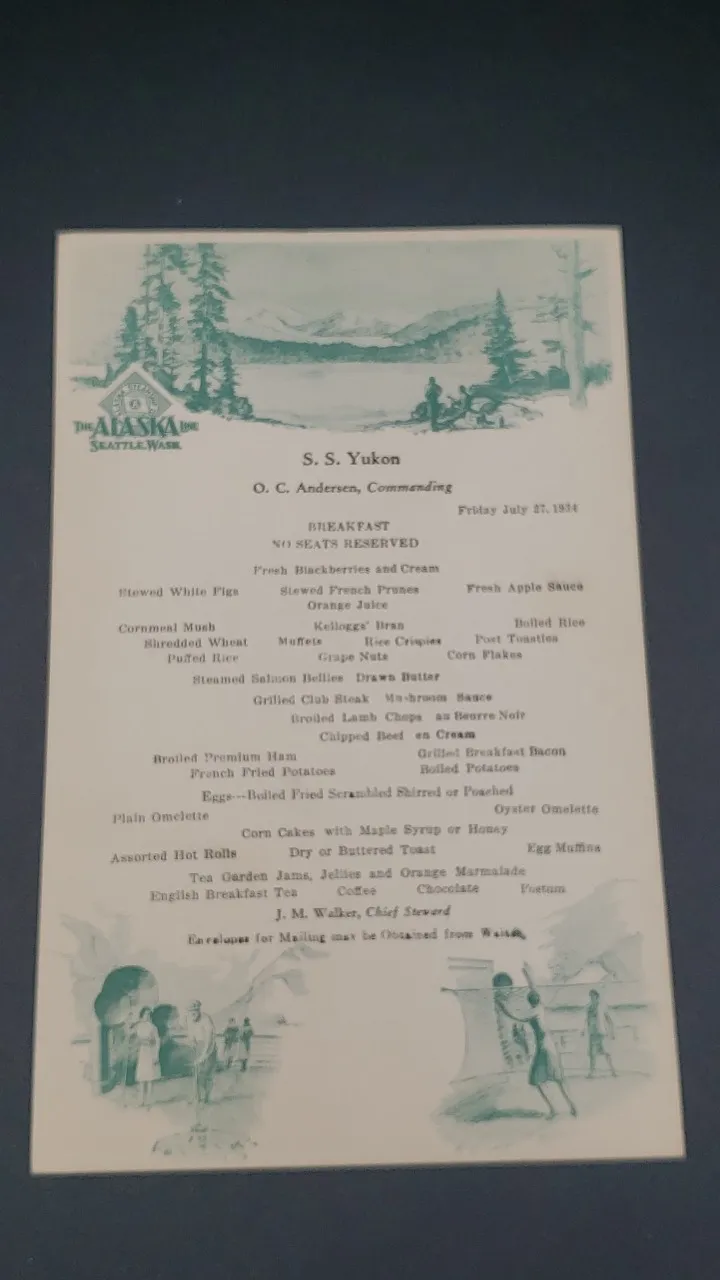 THE ALASKA LINE
SEATTLE, WASH.
S. S. Yukon
O. C. Andersen, Commanding
Friday July 27, 1934
BREAKFAST
NO SEATS RESERVED
Fresh Blackberries and Cream
Stewed White Figs Stewed French Prunes Fresh Apple Sauce
Orange Juice
Cornmeal Mush Kelloggs' Bran Boiled Rice
Shredded Wheat Muffets Rice Crispies Post Toasties
Puffed Rice Grape Nuts Corn Flakes
Steamed Salmon Bellies Drawn Butter
Grilled Club Steak Mushroom Sauce
Broiled Lamb Chops au Beurre Noir
Chipped Beef en Cream
Broiled Premium Ham Grilled Breakfast Bacon
French Fried Potatoes Boiled Potatoes
Eggs---Boiled Fried Scrambled Shirred or Poached
Plain Omelette Oyster Omelette
Corn Cakes with Maple Syrup or Honey
Assorted Hot Rolls Dry or Buttered Toast Egg Muffins
Tea Garden Jams, Jellies and Orange Marmalade
English Breakfast Tea Coffee Chocolate Postum
J. M. Walker, Chief Steward
Envelopes for Mailing may be Obtained from Waiter